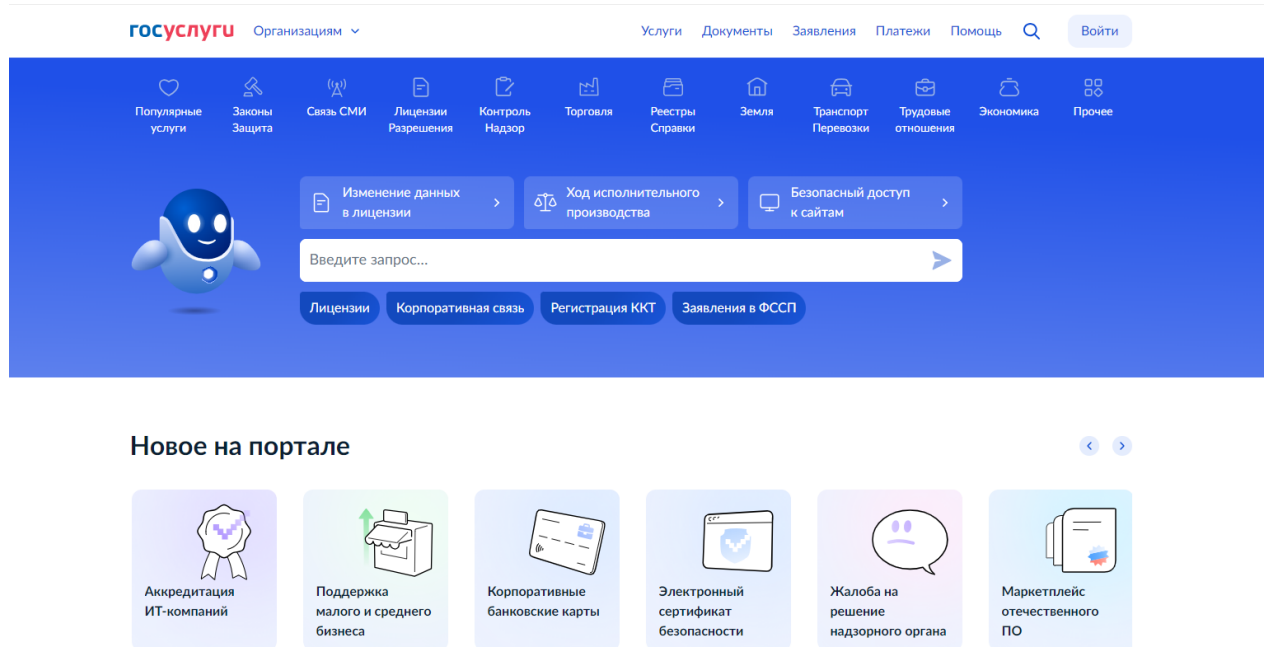 госуслуги Организациям Услуги Документы Заявления Платежи Помощь Войти
Популярные услуги
Законы Защита
Связь СМИ
Лицензии Разрешения
Контроль Надзор
Торговля
Реестры Справки
Земля
Транспорт Перевозки
Трудовые отношения
Экономика
Прочее
Изменение данных
в лицензии
Ход исполнительного
производства
Безопасный доступ
к сайтам
Введите запрос...
Лицензии Корпоративная связь Регистрация ККТ Заявления в ФССП
Новое на портале
Аккредитация
ИТ-компаний
Поддержка
малого и среднего
бизнеса
Корпоративные
банковские карты
Электронный
сертификат
безопасности
Жалоба на
решение
надзорного органа
Маркетплейс
отечественного
ПО